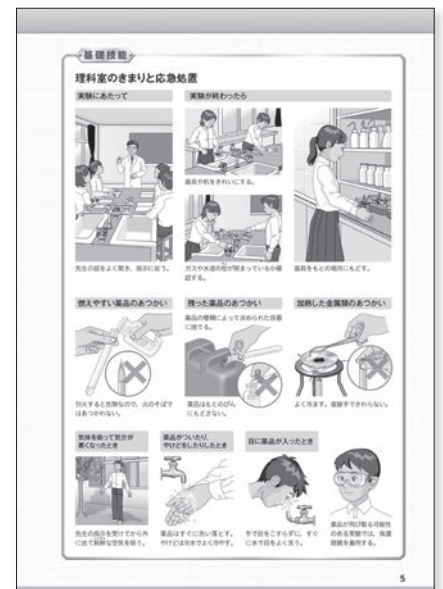 基礎技能
理科室のきまりと応急処置
実験にあたって
先生の話をよく聞き，指示に従う。
実験が終わったら
器具や机をきれいにする。
ガスや水道の栓が閉まっているか確
認する。
器具をもとの場所にもどす。
燃えやすい薬品のあつかい
引火すると危険なので，火のそばで
はあつかわない。
残った薬品のあつかい
薬品の種類によって決められた容器
に捨てる。
薬品はもとのびん
にもどさない。
加熱した金属類のあつかい
よく冷ます。直接手でさわらない。
気体を吸って気分が
悪くなったとき
先生の指示を受けてから外
に出て新鮮な空気を吸う。
薬品がついたり，
やけどをしたりしたとき
薬品はすぐに洗い落とす。
やけどは冷水でよく冷やす。
目に薬品が入ったとき
手で目をこすらずに，すぐ
に水で目をよく洗う。
薬品が飛び散る可能性
のある実験では，保護
眼鏡を着用する。
5